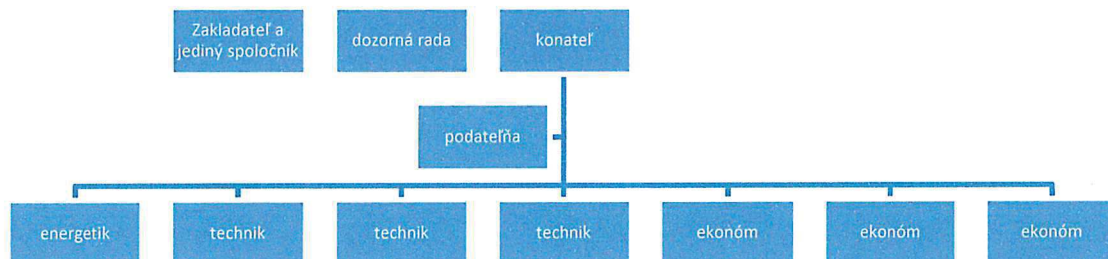 Zakladateľ a
jediný spoločník
dozorná rada
konateľ
podateľňa
energetik
technik
technik
technik
ekonóm
ekonóm
ekonóm